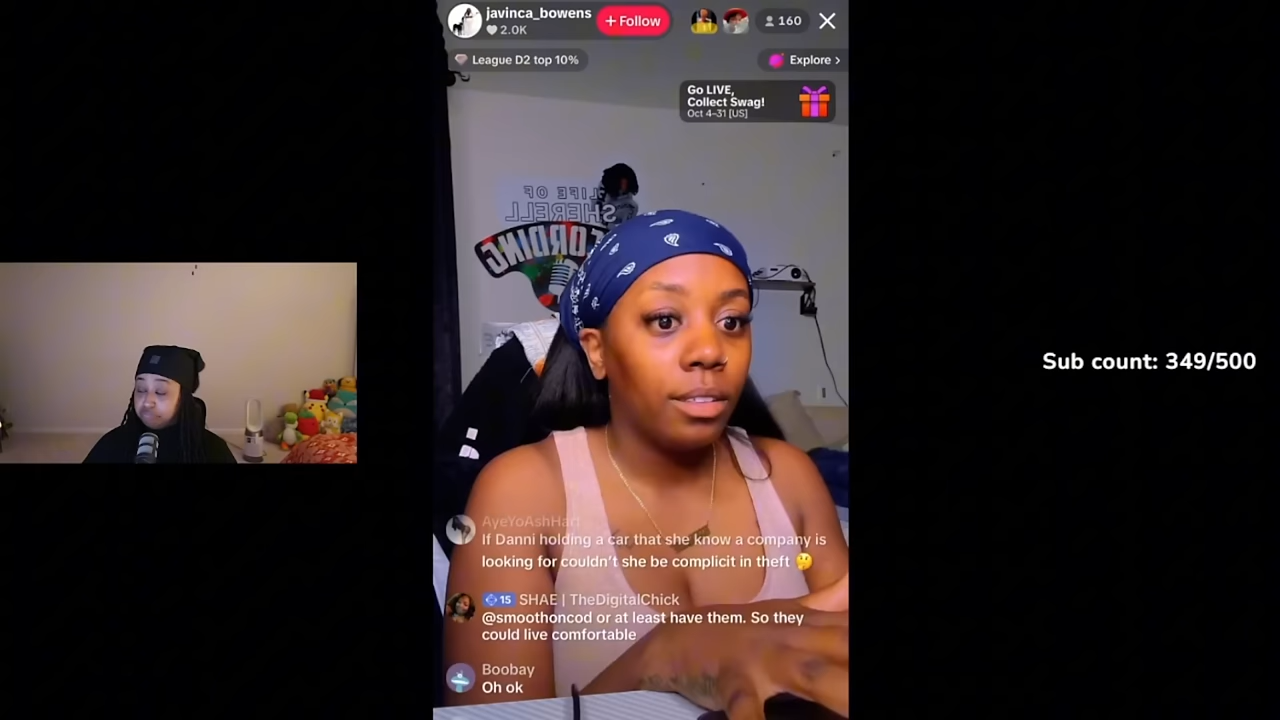 javinca_bowens
2.0K
+ Follow
160
League D2 top 10%
Explore >
Go LIVE,
Collect Swag!
Oct 4–31 [US]
LIFE OF
SHERELL
AyeYoAshHart
If Danni holding a car that she know a company is
looking for couldn't she be complicit in theft 🤔
15 SHAE | TheDigitalChick
@smoothoncod or at least have them. So they
could live comfortable
Boobay
Oh ok
Sub count: 349/500